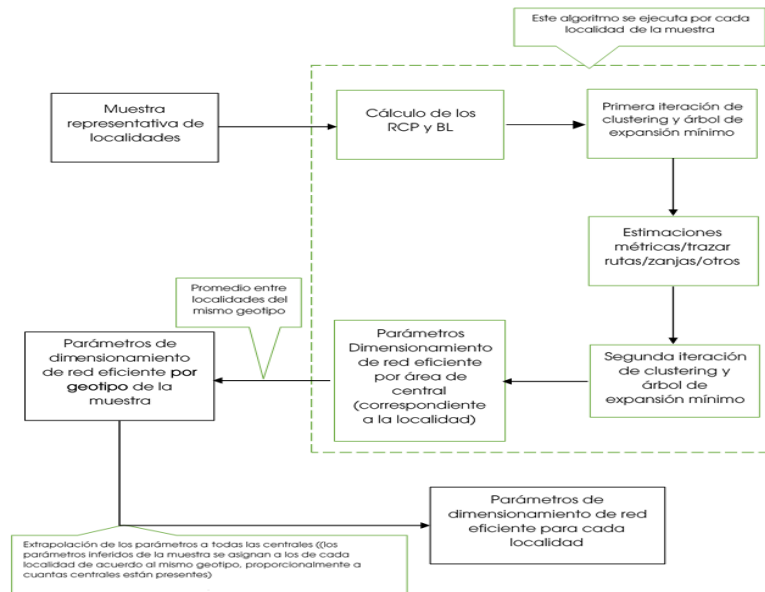 Este algoritmo se ejecuta por cada
localidad de la muestra
Muestra
representativa de
localidades
Cálculo de los
RCP y BL
Primera iteración de
clustering y árbol de
expansión mínimo
Estimaciones
métricas/trazar
rutas/zanjas/otros
Promedio entre
localidades del
mismo geotipo
Parámetros de
dimensionamiento
de red eficiente por
geotipo de la
muestra
Parámetros
Dimensionamiento
de red eficiente
por área de
central
(correspondiente
a la localidad)
Segunda iteración
de clustering y
árbol de
expansión mínimo
Parámetros de
dimensionamiento de red
eficiente para cada
localidad
Extrapolación de los parámetros a todas las centrales ((los
parámetros inferidos de la muestra se asignan a los de cada
localidad de acuerdo al mismo geotipo, proporcionalmente a
cuantas centrales están presentes)